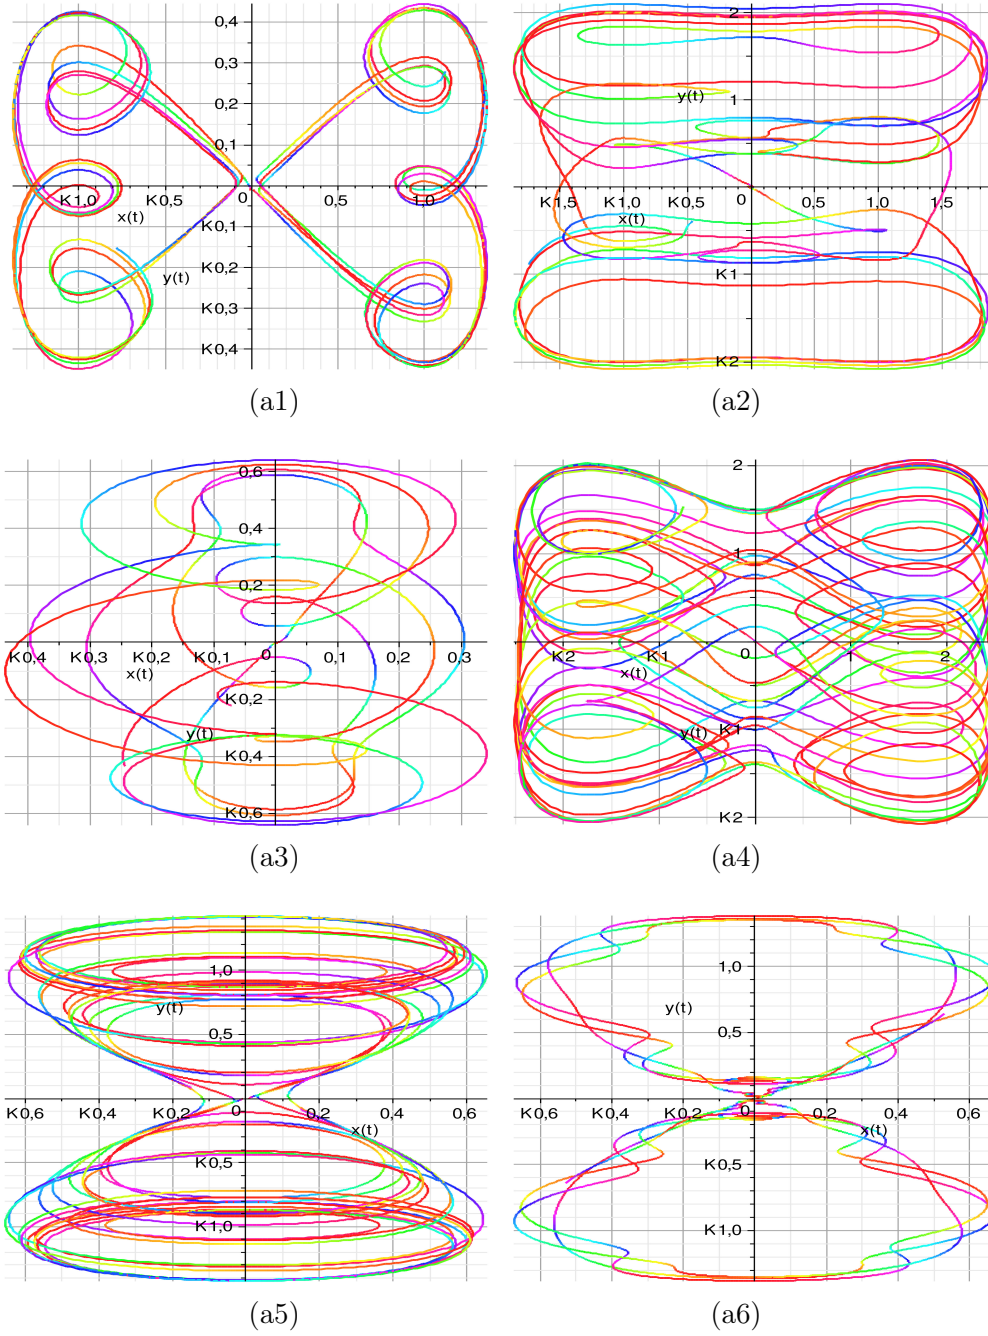 0,4
0,3
0,2
0,1
K1,0 K0,5 0 0,5 1,0
x(t)
K0,1
y(t) K0,2
K0,3
K0,4
(a1)
2
y(t) 1
K1,5 K1,0 K0,5 0 0,5 1,0 1,5
x(t)
K1
K2
(a2)
0,6
0,4
0,2
K0,4 K0,3 K0,2 K0,1 0 0,1 0,2 0,3
x(t)
K0,2
y(t)
K0,4
K0,6
(a3)
2
1
K2 K1 0 1 2
x(t)
y(t) K1
K2
(a4)
1,0
y(t)
0,5
K0,6 K0,4 K0,2 0 0,2 0,4 0,6
x(t)
K0,5
K1,0
(a5)
1,0
y(t)
0,5
K0,6 K0,4 K0,2 0 0,2 0,4 0,6
x(t)
K0,5
K1,0
(a6)